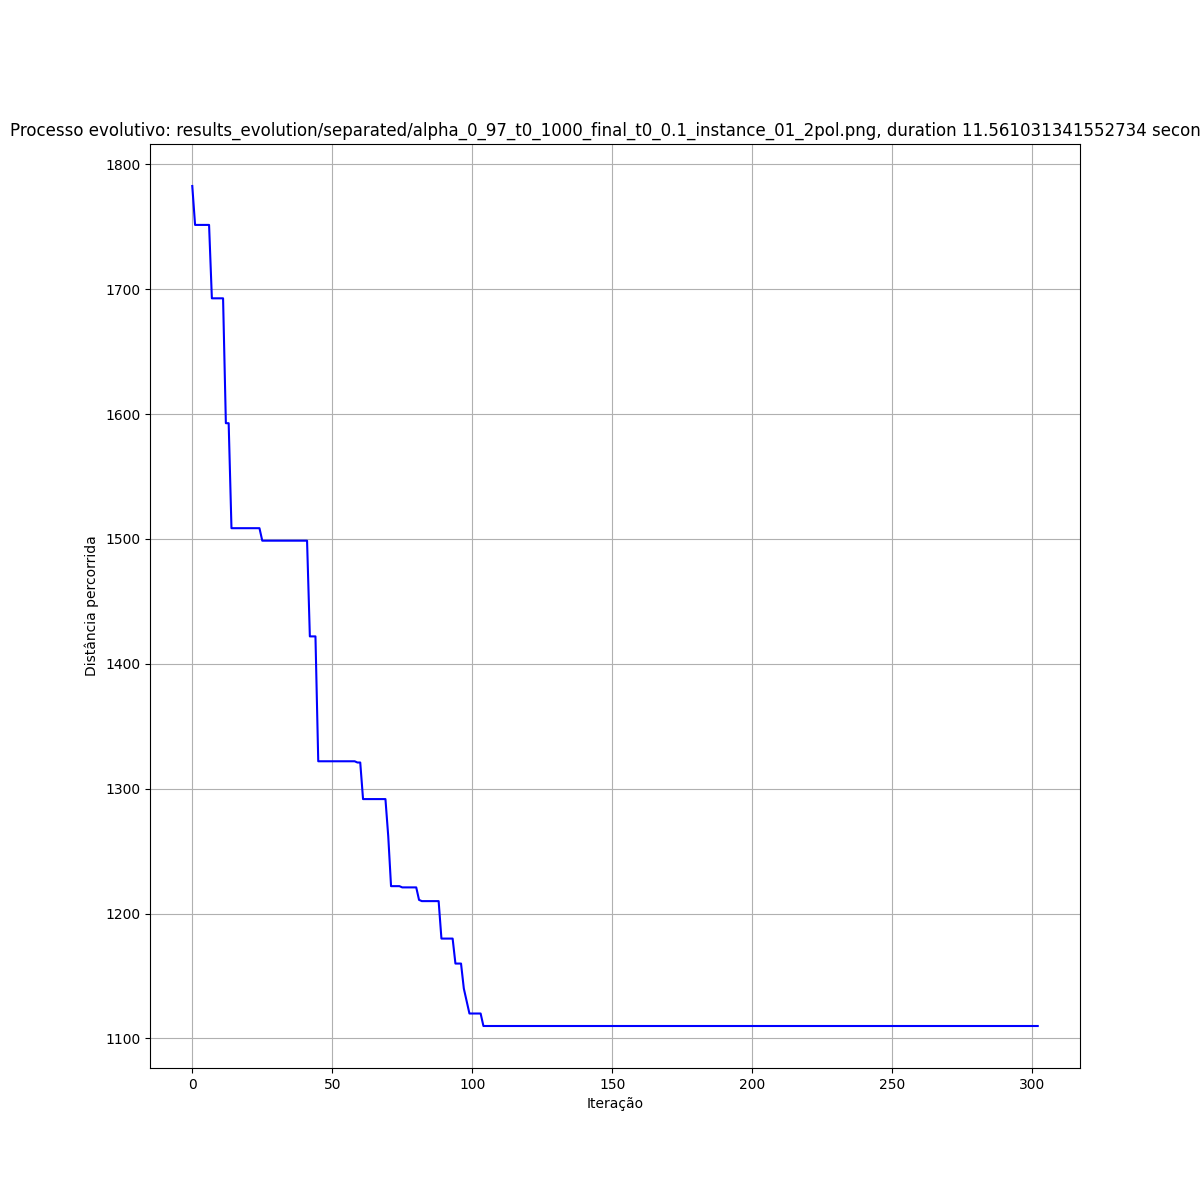 Processo evolutivo: results_evolution/separated/alpha_0_97_t0_1000_final_t0_0.1_instance_01_2pol.png, duration 11.561031341552734 secon
1800
1700
1600
1500
1400
1300
1200
1100
Distância percorrida
0 50 100 150 200 250 300
Iteração